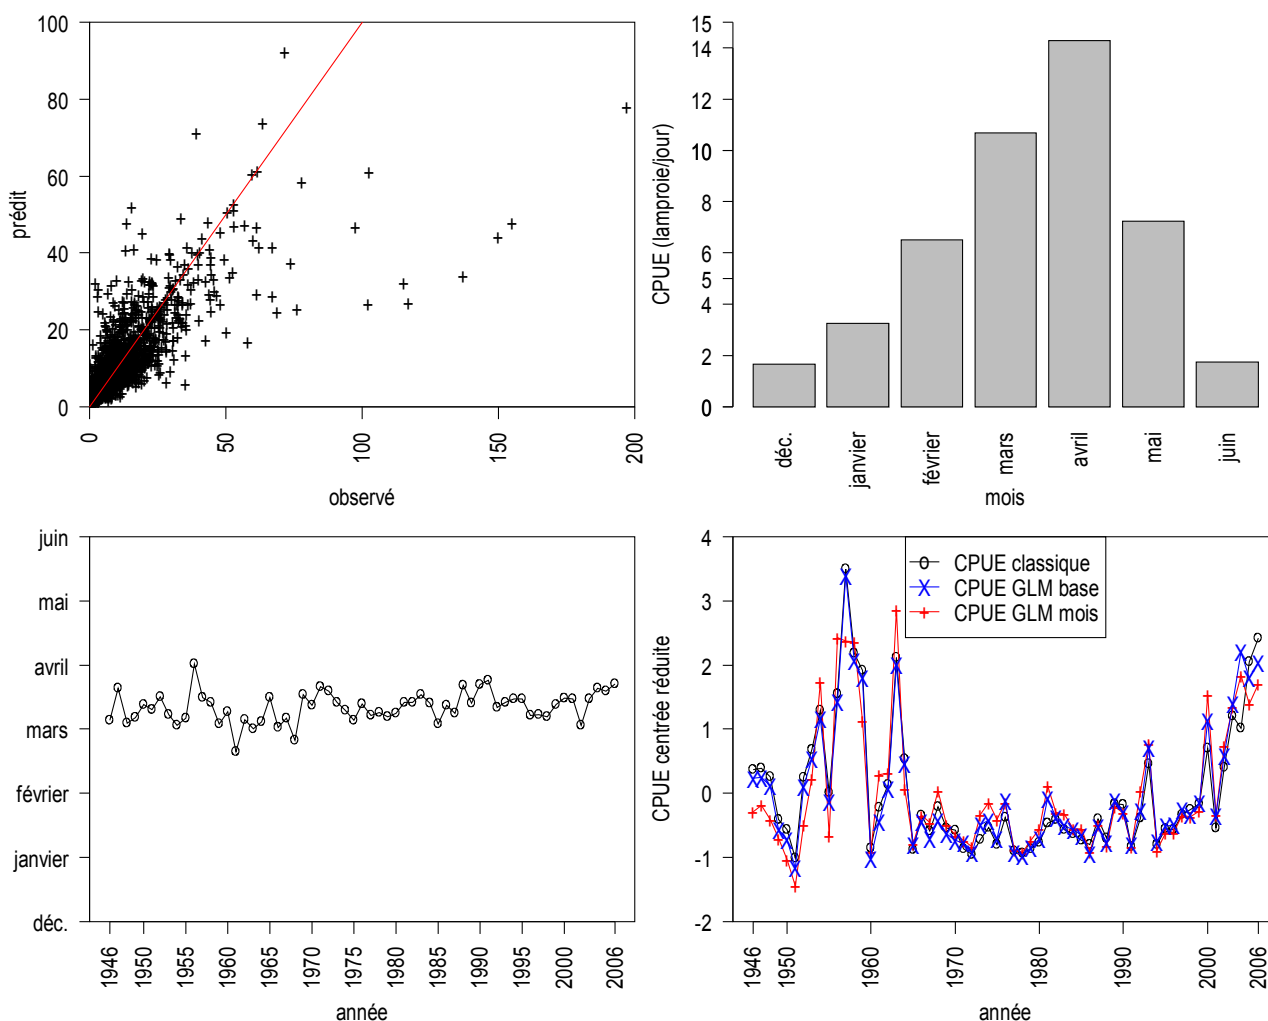 100
80
60
40
20
0
prédit
0
50
100
150
200
observé
15
14
12
10
8
6
5
4
2
0
CPUE (lamproie/jour)
déc.
janvier
février
mars
avril
mai
juin
mois
juin
mai
avril
mars
février
janvier
déc.
1946
1950
1955
1960
1965
1970
1975
1980
1985
1990
1995
2000
2006
année
4
3
2
1
0
-1
-2
CPUE centrée réduite
CPUE classique
CPUE GLM base
CPUE GLM mois
1946
1950
1960
1970
1980
1990
2000
2006
année